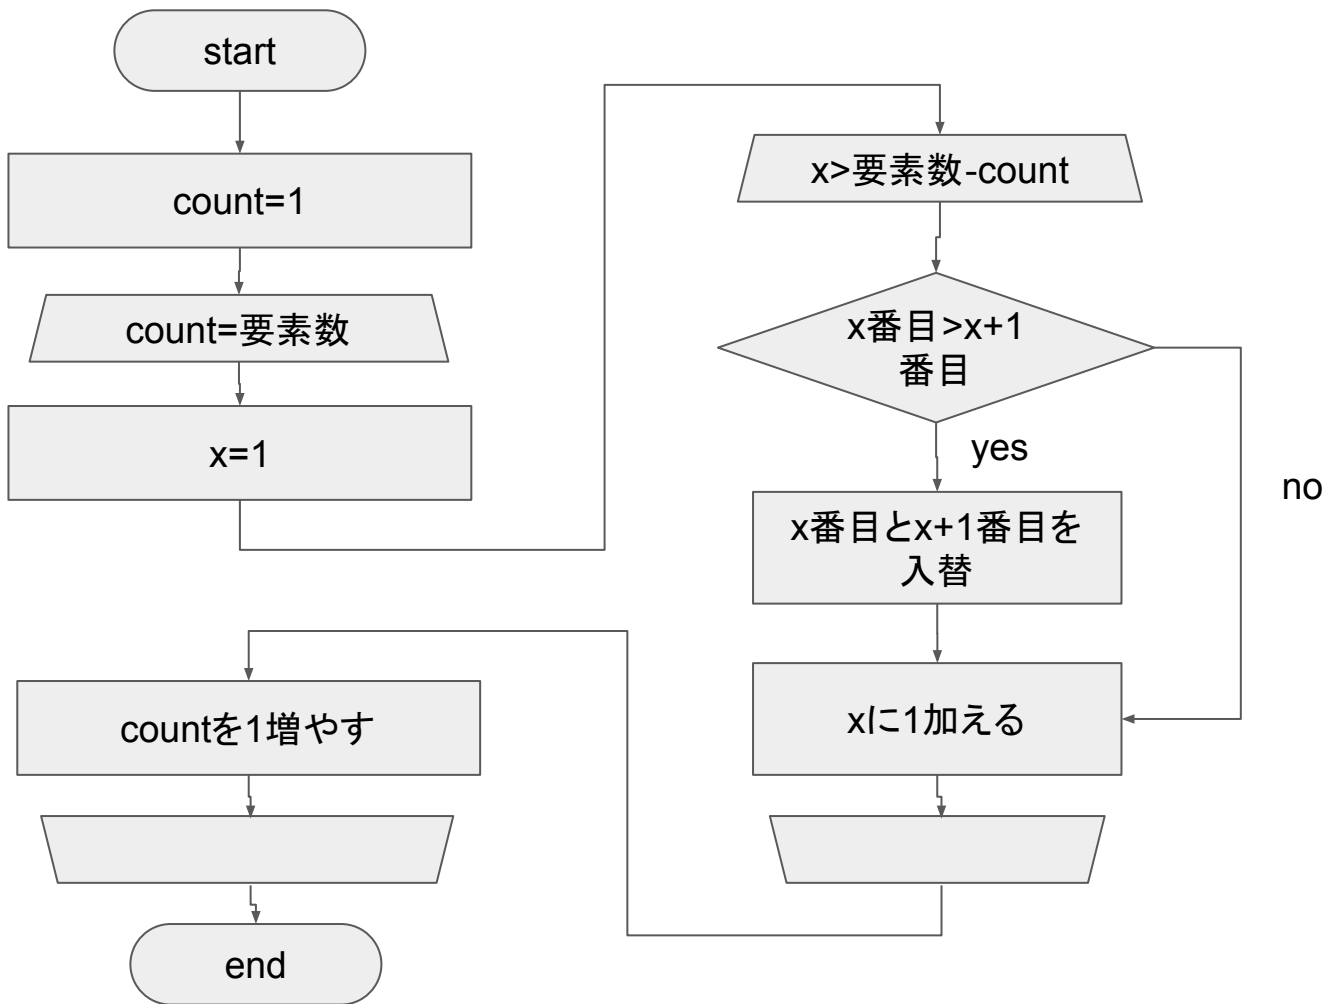 start
count=1
count=要素数
x=1
x>要素数-count
x番目>x+1
番目
yes
no
x番目とx+1番目を
入替
xに1加える
countを1増やす
end